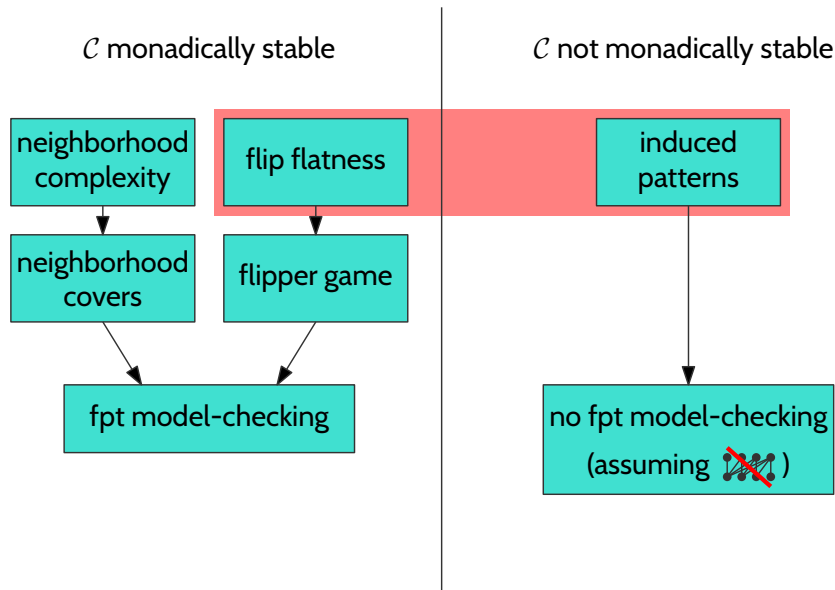 𝒞 monadically stable
𝒞 not monadically stable
neighborhood
complexity
flip flatness
induced
patterns
neighborhood
covers
flipper game
fpt model-checking
no fpt model-checking
(assuming )